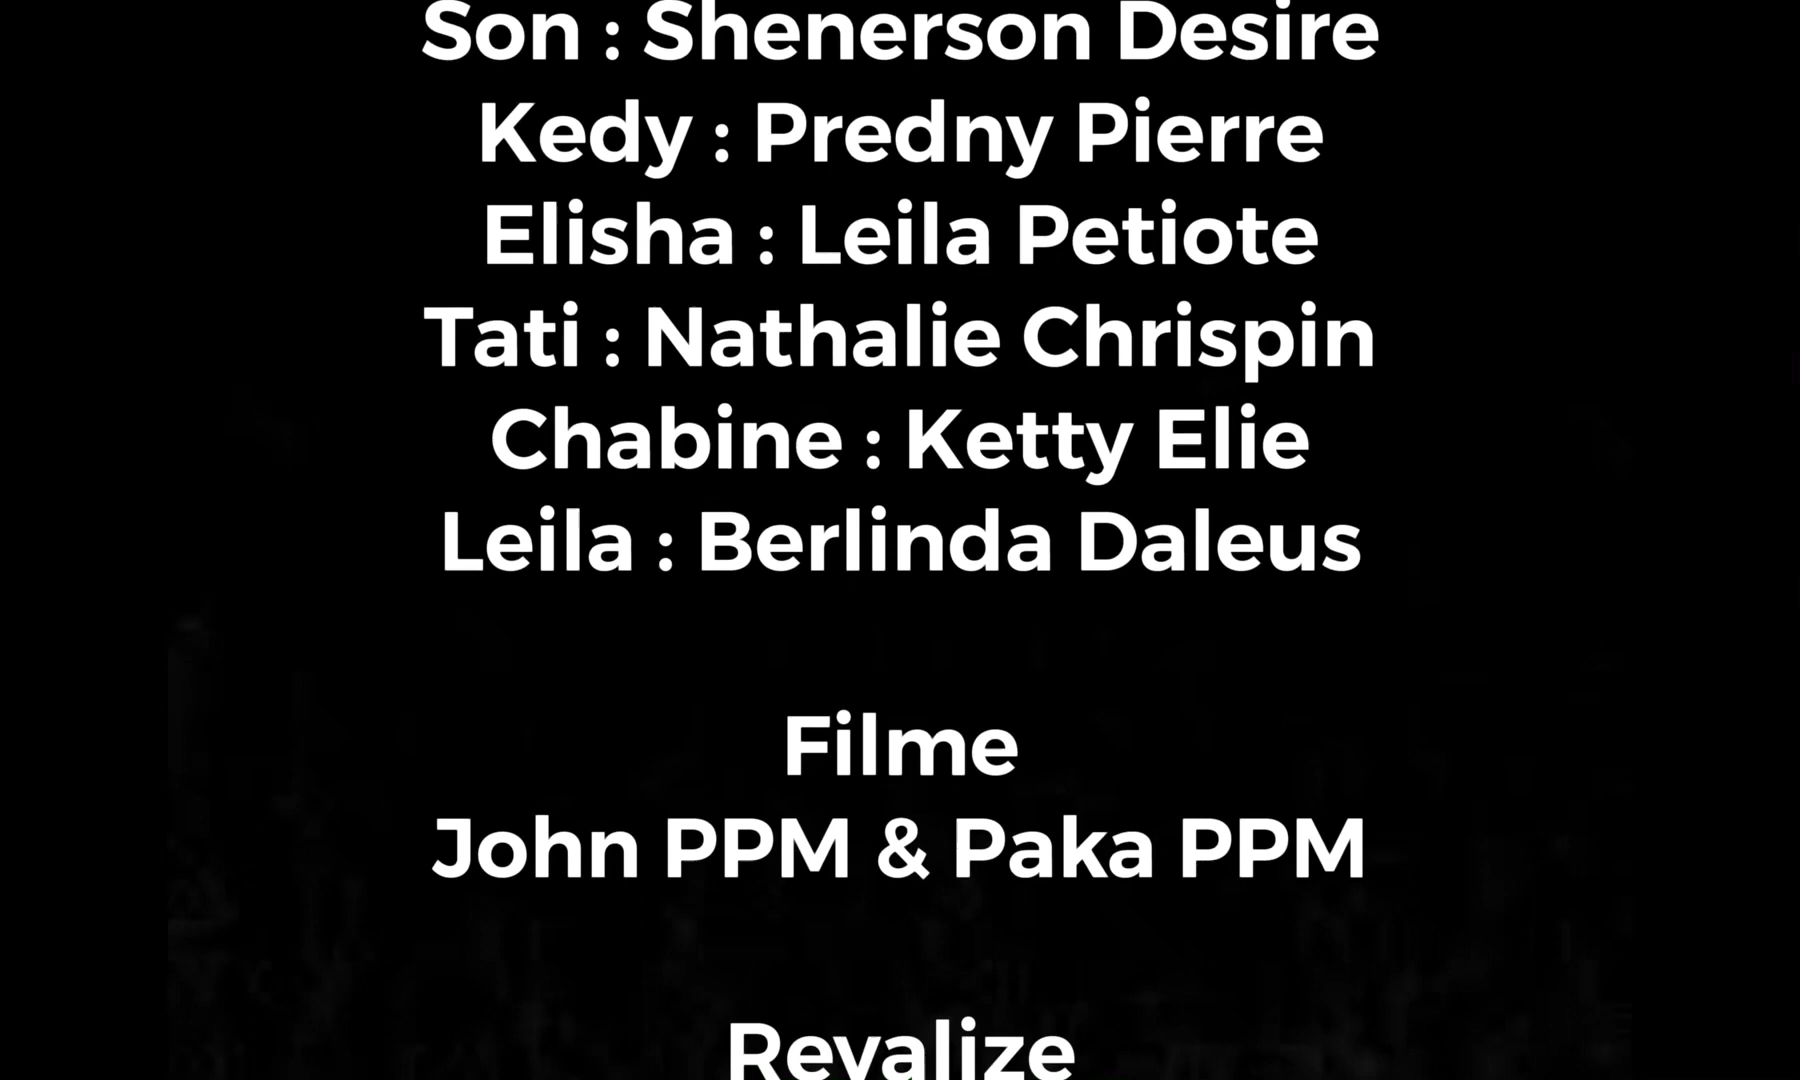 Son : Shenerson Desire
Kedy : Predny Pierre
Elisha : Leila Petiote
Tati : Nathalie Chrispin
Chabine : Ketty Elie
Leila : Berlinda Daleus
Filme
John PPM & Paka PPM
Reyalize